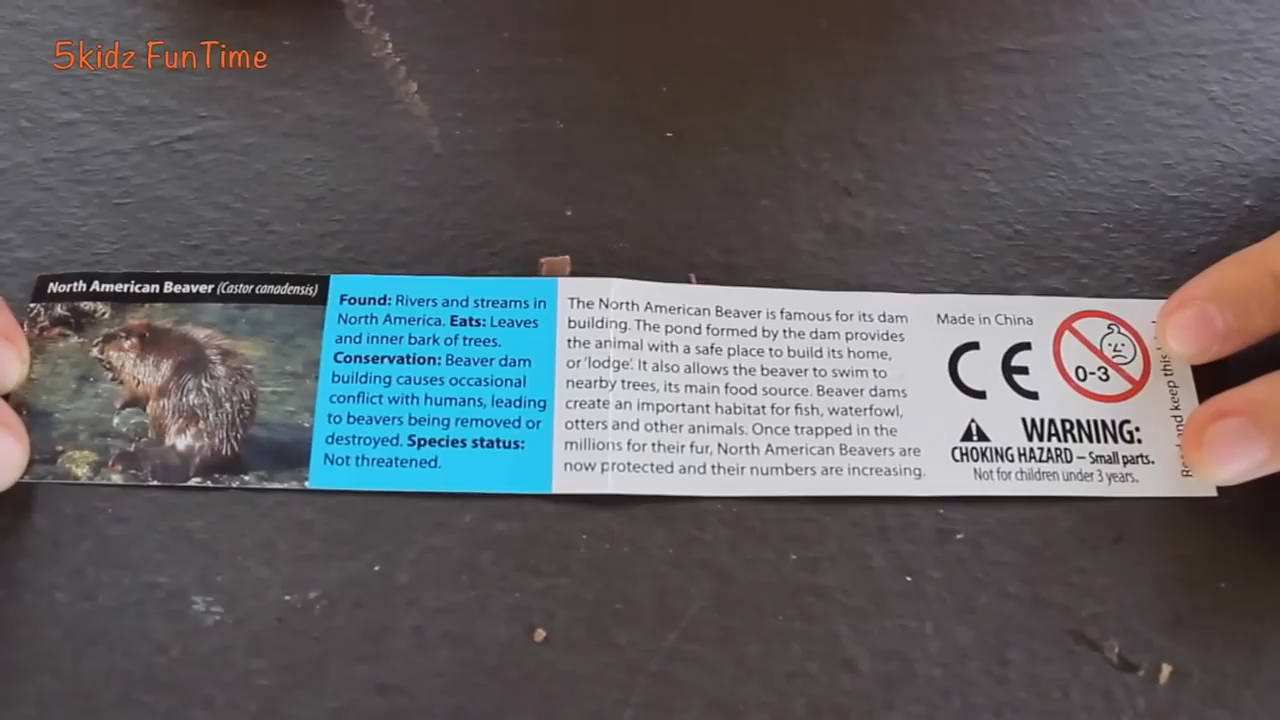 5kidz FunTime
North American Beaver (Castor canadensis)
Found: Rivers and streams in
North America. Eats: Leaves
and inner bark of trees.
Conservation: Beaver dam
building causes occasional
conflict with humans, leading
to beavers being removed or
destroyed. Species status:
Not threatened.
The North American Beaver is famous for its dam
building. The pond formed by the dam provides
the animal with a safe place to build its home,
or 'lodge'. It also allows the beaver to swim to
nearby trees, its main food source. Beaver dams
create an important habitat for fish, waterfowl,
otters and other animals. Once trapped in the
millions for their fur, North American Beavers are
now protected and their numbers are increasing.
Made in China
CE
0-3
WARNING:
CHOKING HAZARD – Small parts.
Not for children under 3 years.
and keep this